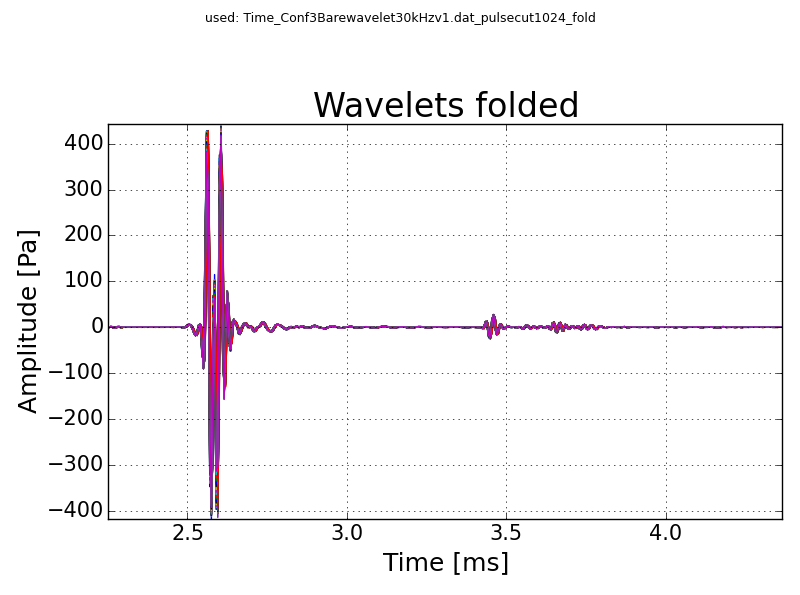 used: Time_Conf3Barewavelet30kHzv1.dat_pulsecut1024_fold
Wavelets folded
400
300
200
100
0
−100
−200
−300
−400
Amplitude [Pa]
2.5 3.0 3.5 4.0
Time [ms]